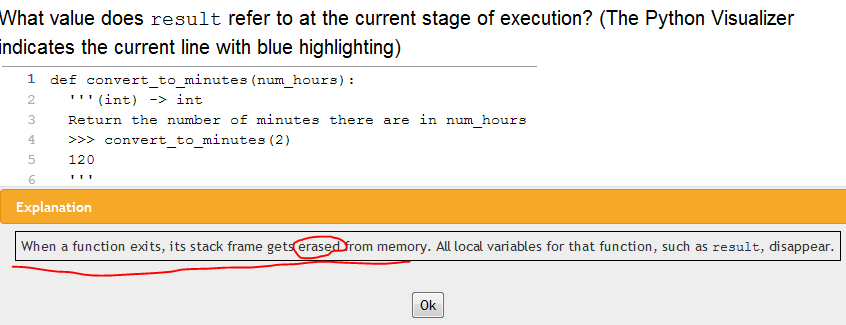 What value does result refer to at the current stage of execution? (The Python Visualizer
indicates the current line with blue highlighting)
1 def convert_to_minutes(num_hours):
2 '''(int) -> int
3 Return the number of minutes there are in num_hours
4 >>> convert_to_minutes(2)
5 120
6 '''
Explanation
When a function exits, its stack frame gets erased from memory. All local variables for that function, such as result, disappear.
Ok